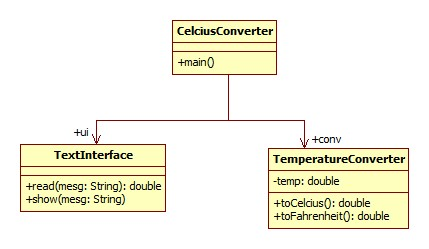 CelciusConverter
+main()
+ui
+conv
TextInterface
+read(mesg: String): double
+show(mesg: String)
TemperatureConverter
-temp: double
+toCelcius(): double
+toFahrenheit(): double